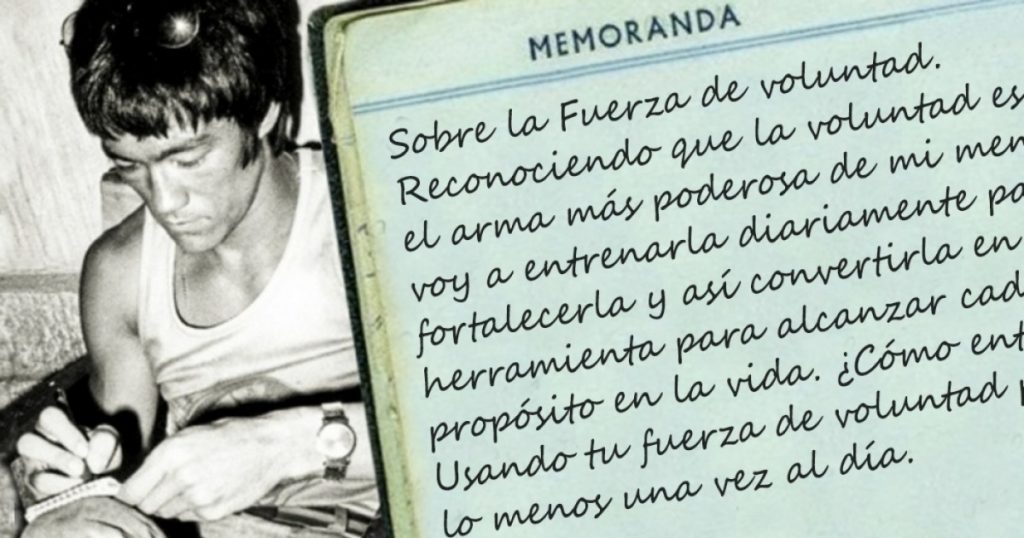 MEMORANDA
Sobre la Fuerza de voluntad.
Reconociendo que la voluntad es
el arma más poderosa de mi
voy a entrenarla diariamente
fortalecerla y así convertirla en
herramienta para alcanzar
propósito en la vida. ¿Cómo
Usando tu fuerza de voluntad
lo menos una vez al día.